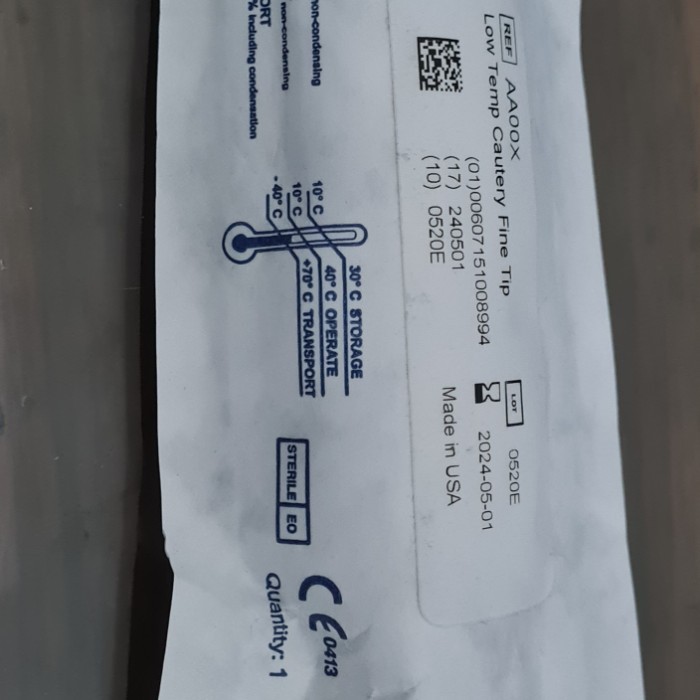 REF AA00X
Low Temp Cautery Fine Tip
(01)00607151008994
(17) 240501
(10) 0520E
LOT 0520E
2024-05-01
Made in USA
non-condensing
non-condensing
ORT
% including condensation
10° C 30° C STORAGE
10° C 40° C OPERATE
- 40° C +70° C TRANSPORT
STERILE EO
CE 0413
Quantity: 1